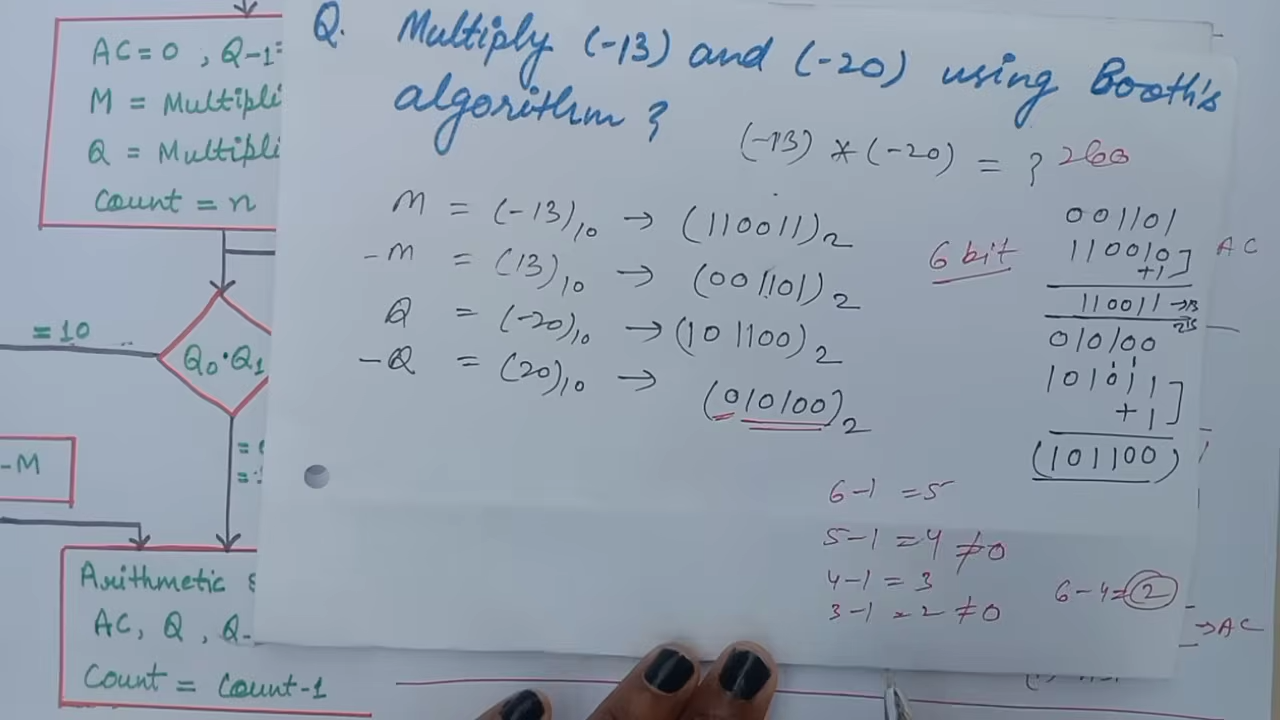 Q. Multiply (-13) and (-20) using Booth's
algorithm ?
(-13) * (-20) = ? 260
M = (-13)10 → (110011)2
-M = (13)10 → (001101)2
Q = (-20)10 → (101100)2
-Q = (20)10 → (010100)2
6 bit
001101
110010
+1
110011
010100
101011
+1
(101100)
6-1 = 5
5-1 = 4 ≠0
4-1 = 3
3-1 = 2 ≠0
6-4=2
AC
→AC
AC=0 , Q-1=
M = Multipli
Q = Multipli
Count = n
= 10
Q0·Q1
-M
Arithmetic
AC, Q , Q-
Count = Count-1